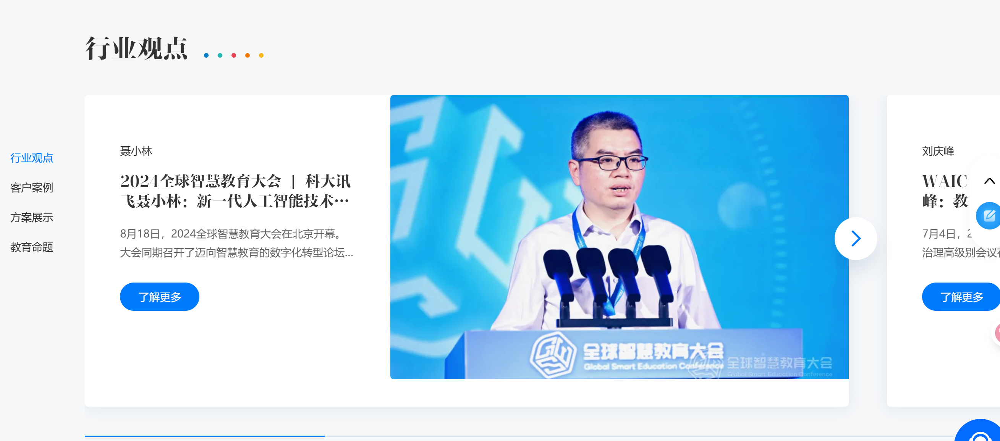 行业观点
行业观点
客户案例
方案展示
教育命题
聂小林
2024全球智慧教育大会 | 科大讯
飞聂小林：新一代人工智能技术…
8月18日，2024全球智慧教育大会在北京开幕。
大会同期召开了迈向智慧教育的数字化转型论坛...
了解更多
全球智慧教育大会
Global Smart Education Conference
全球智慧教育大会
Global Smart Education Conference
刘庆峰
WAIC
峰：教
7月4日，2
治理高级别会议在
了解更多